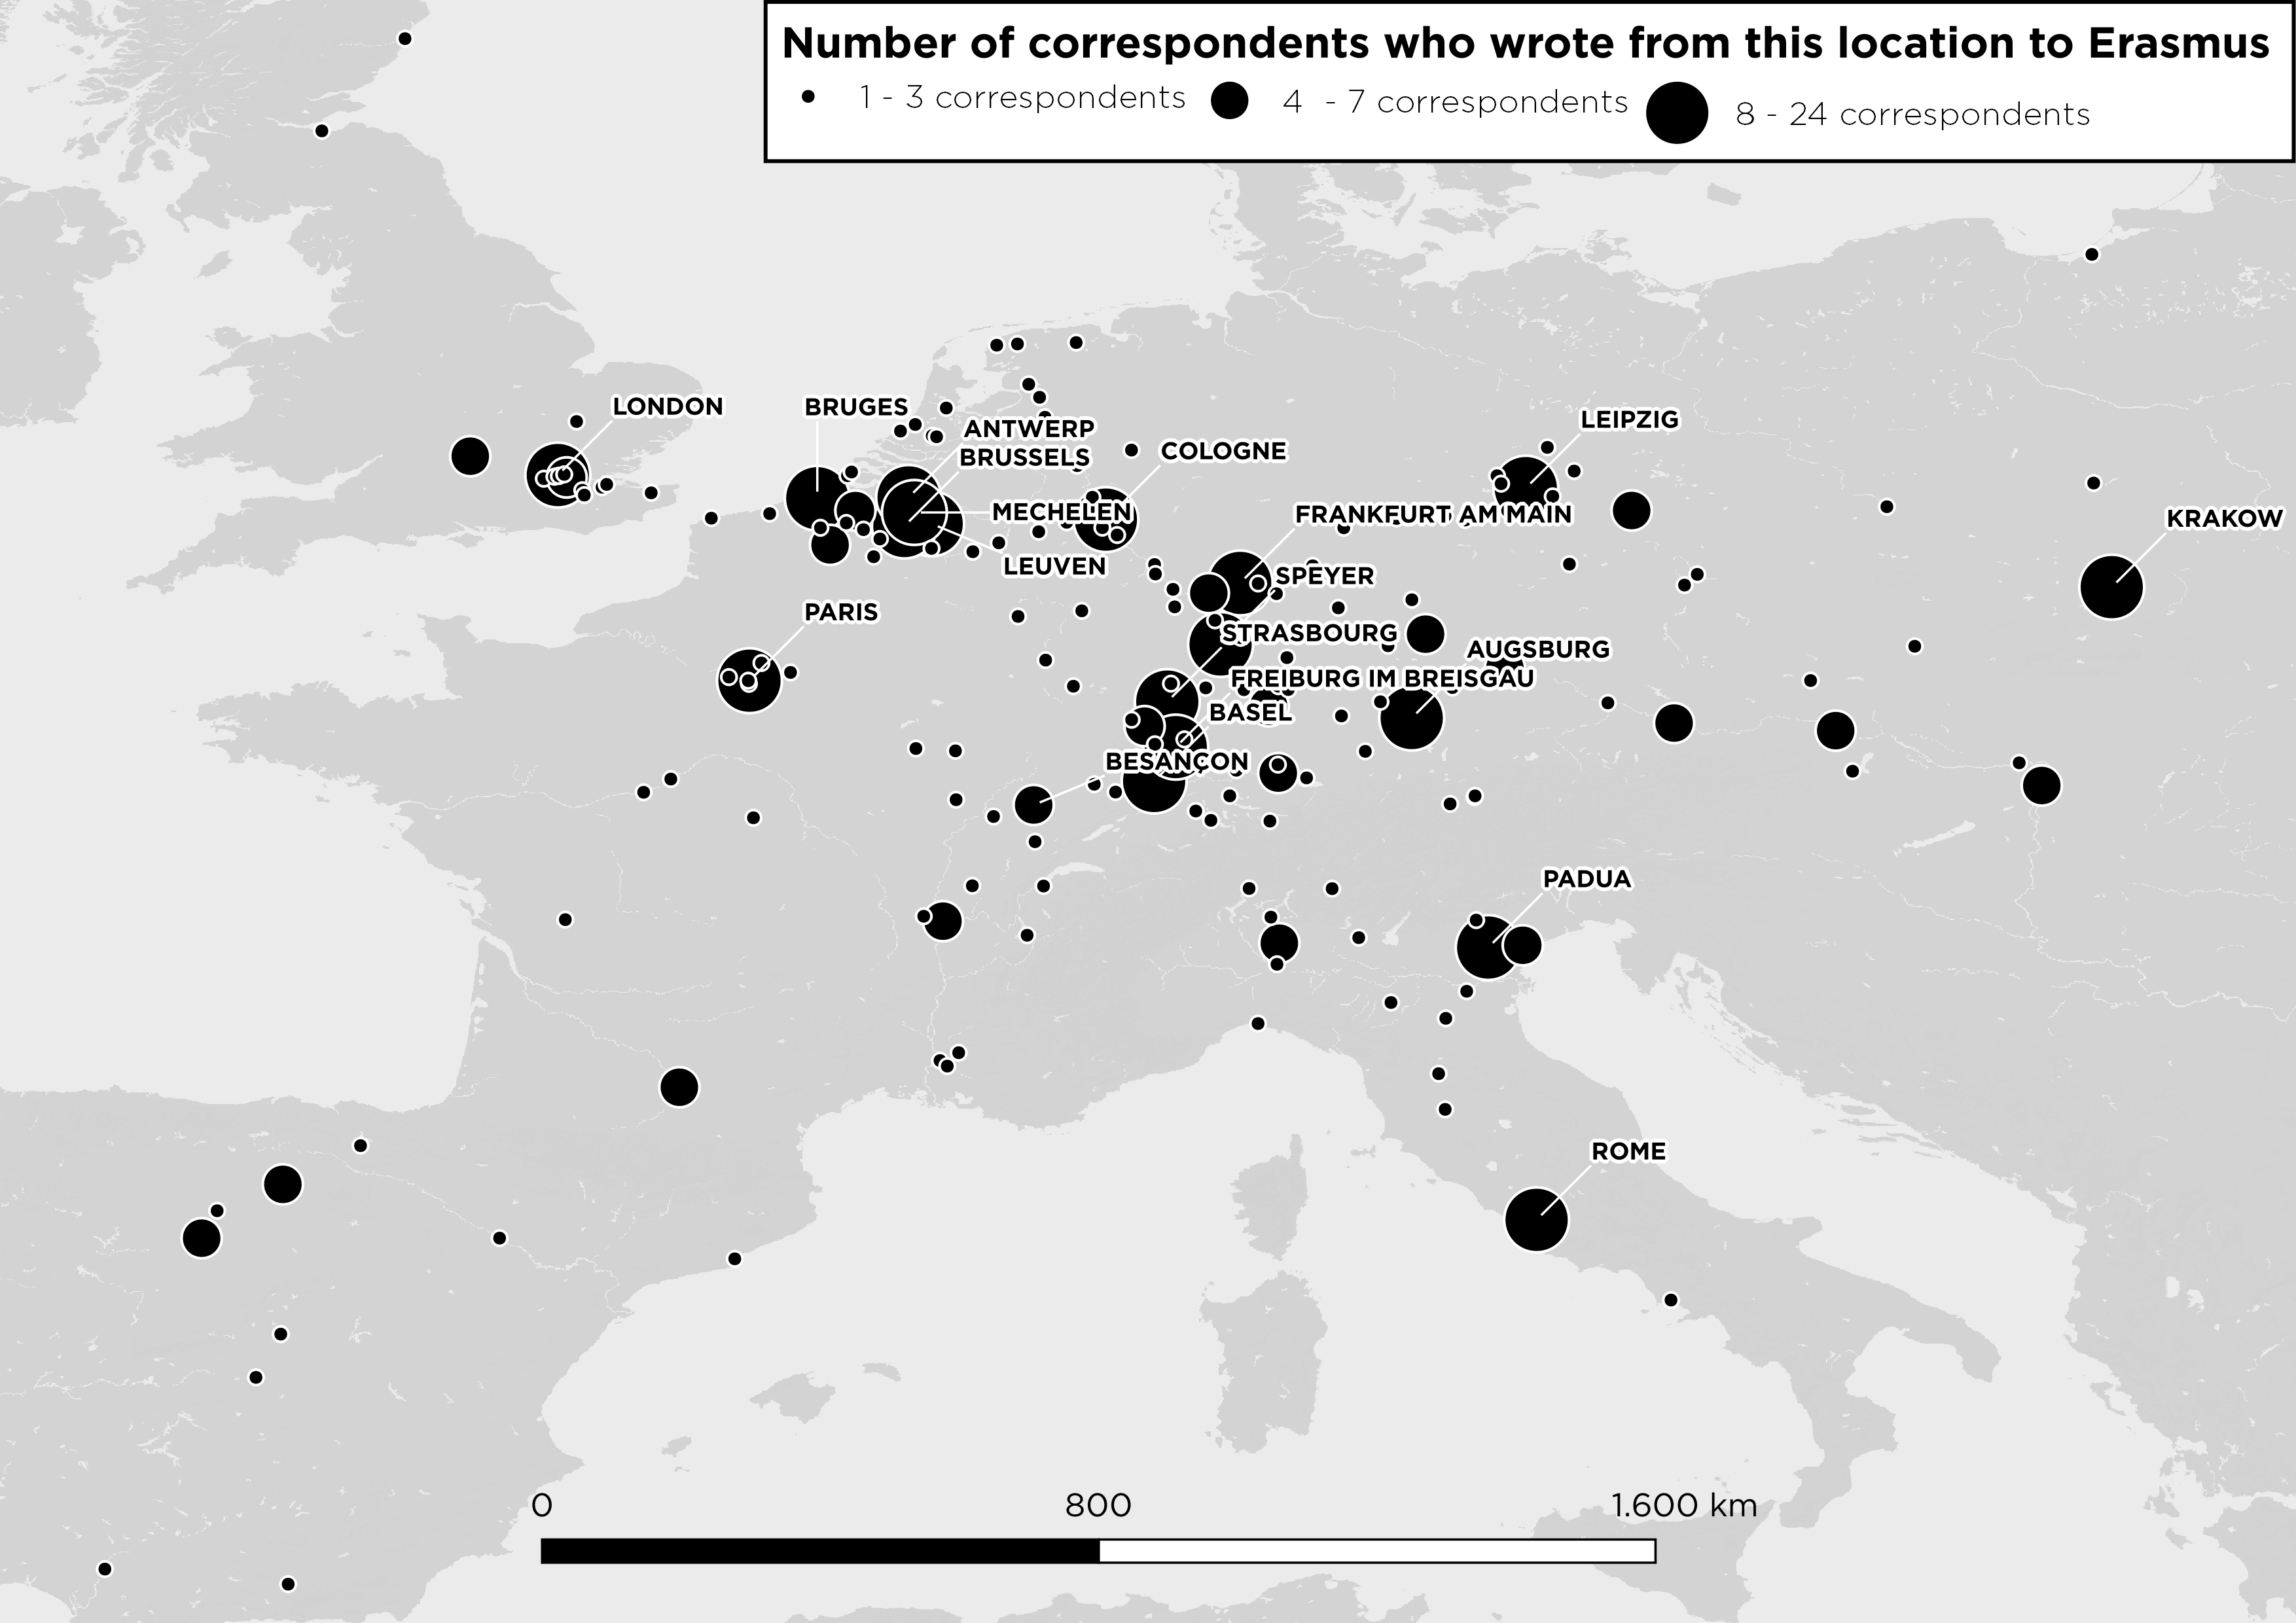 Number of correspondents who wrote from this location to Erasmus
1 - 3 correspondents 4 - 7 correspondents 8 - 24 correspondents
LONDON
BRUGES
ANTWERP
BRUSSELS
COLOGNE
LEIPZIG
MECHELEN
FRANKFURT AM MAIN
KRAKOW
LEUVEN
SPEYER
PARIS
STRASBOURG
AUGSBURG
FREIBURG IM BREISGAU
BASEL
BESANÇON
PADUA
ROME
0 800 1.600 km